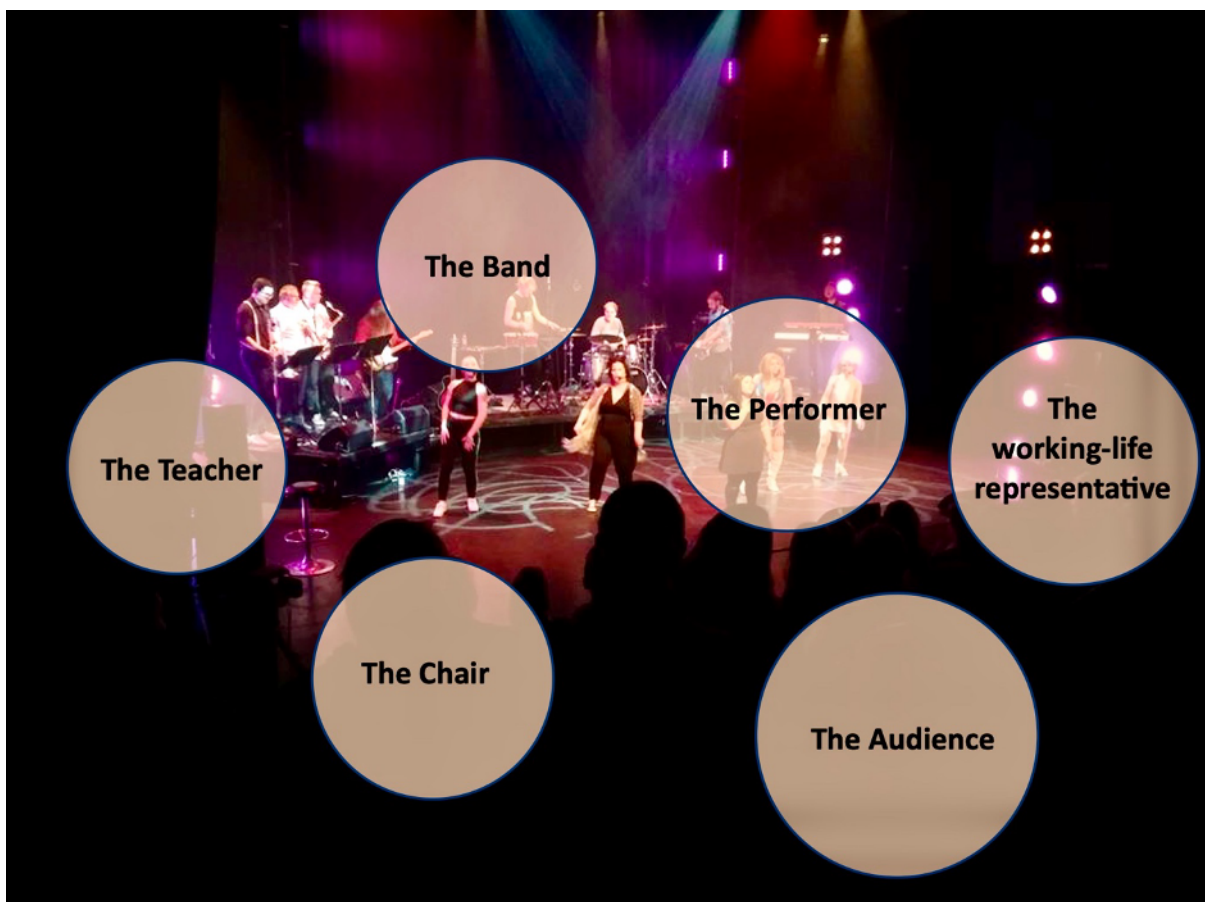 The Band
The Performer
The
working-life
representative
The Teacher
The Chair
The Audience